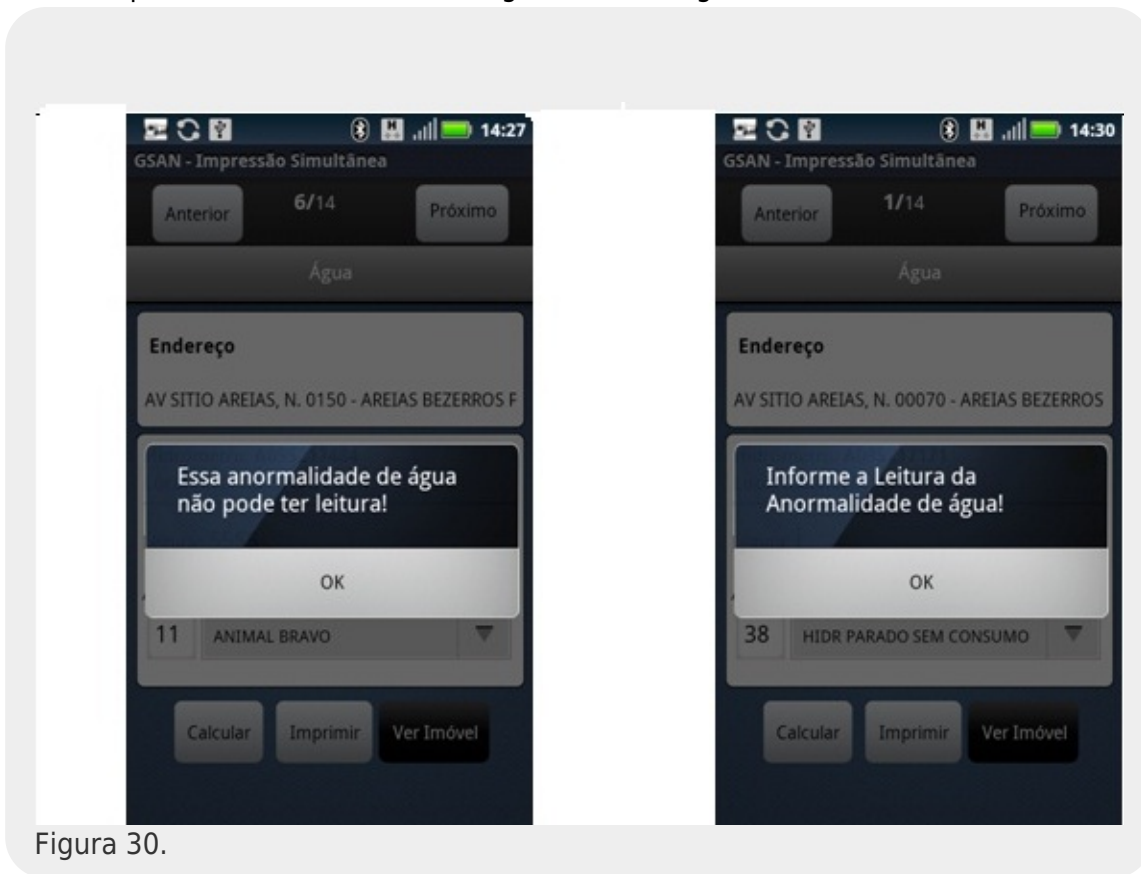 14:27
GSAN - Impressão Simultânea
Anterior 6/14 Próximo
Água
Endereço
AV SITIO AREIAS, N. 0150 - AREIAS BEZERROS
Essa anormalidade de água
não pode ter leitura!
OK
11 ANIMAL BRAVO
Calcular Imprimir Ver Imóvel
14:30
GSAN - Impressão Simultânea
Anterior 1/14 Próximo
Água
Endereço
AV SITIO AREIAS, N. 00070 - AREIAS BEZERROS
Informe a Leitura da
Anormalidade de água!
OK
38 HIDR PARADO SEM CONSUMO
Calcular Imprimir Ver Imóvel
Figura 30.